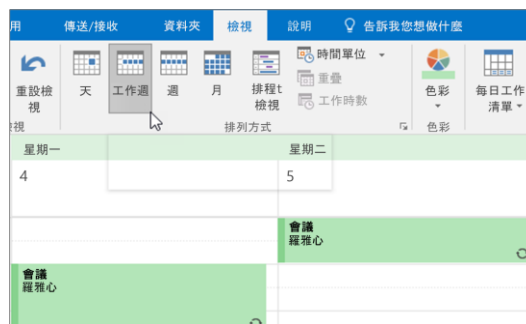 用 傳送/接收 資料夾 檢視 說明 告訴我您想做什麼
重設檢視 天 工作週 週 月 排程t檢視 時間單位 重疊 工作時數 色彩 每日工作清單
檢視 排列方式 色彩
星期一 星期二
4 5
會議
羅雅心
會議
羅雅心